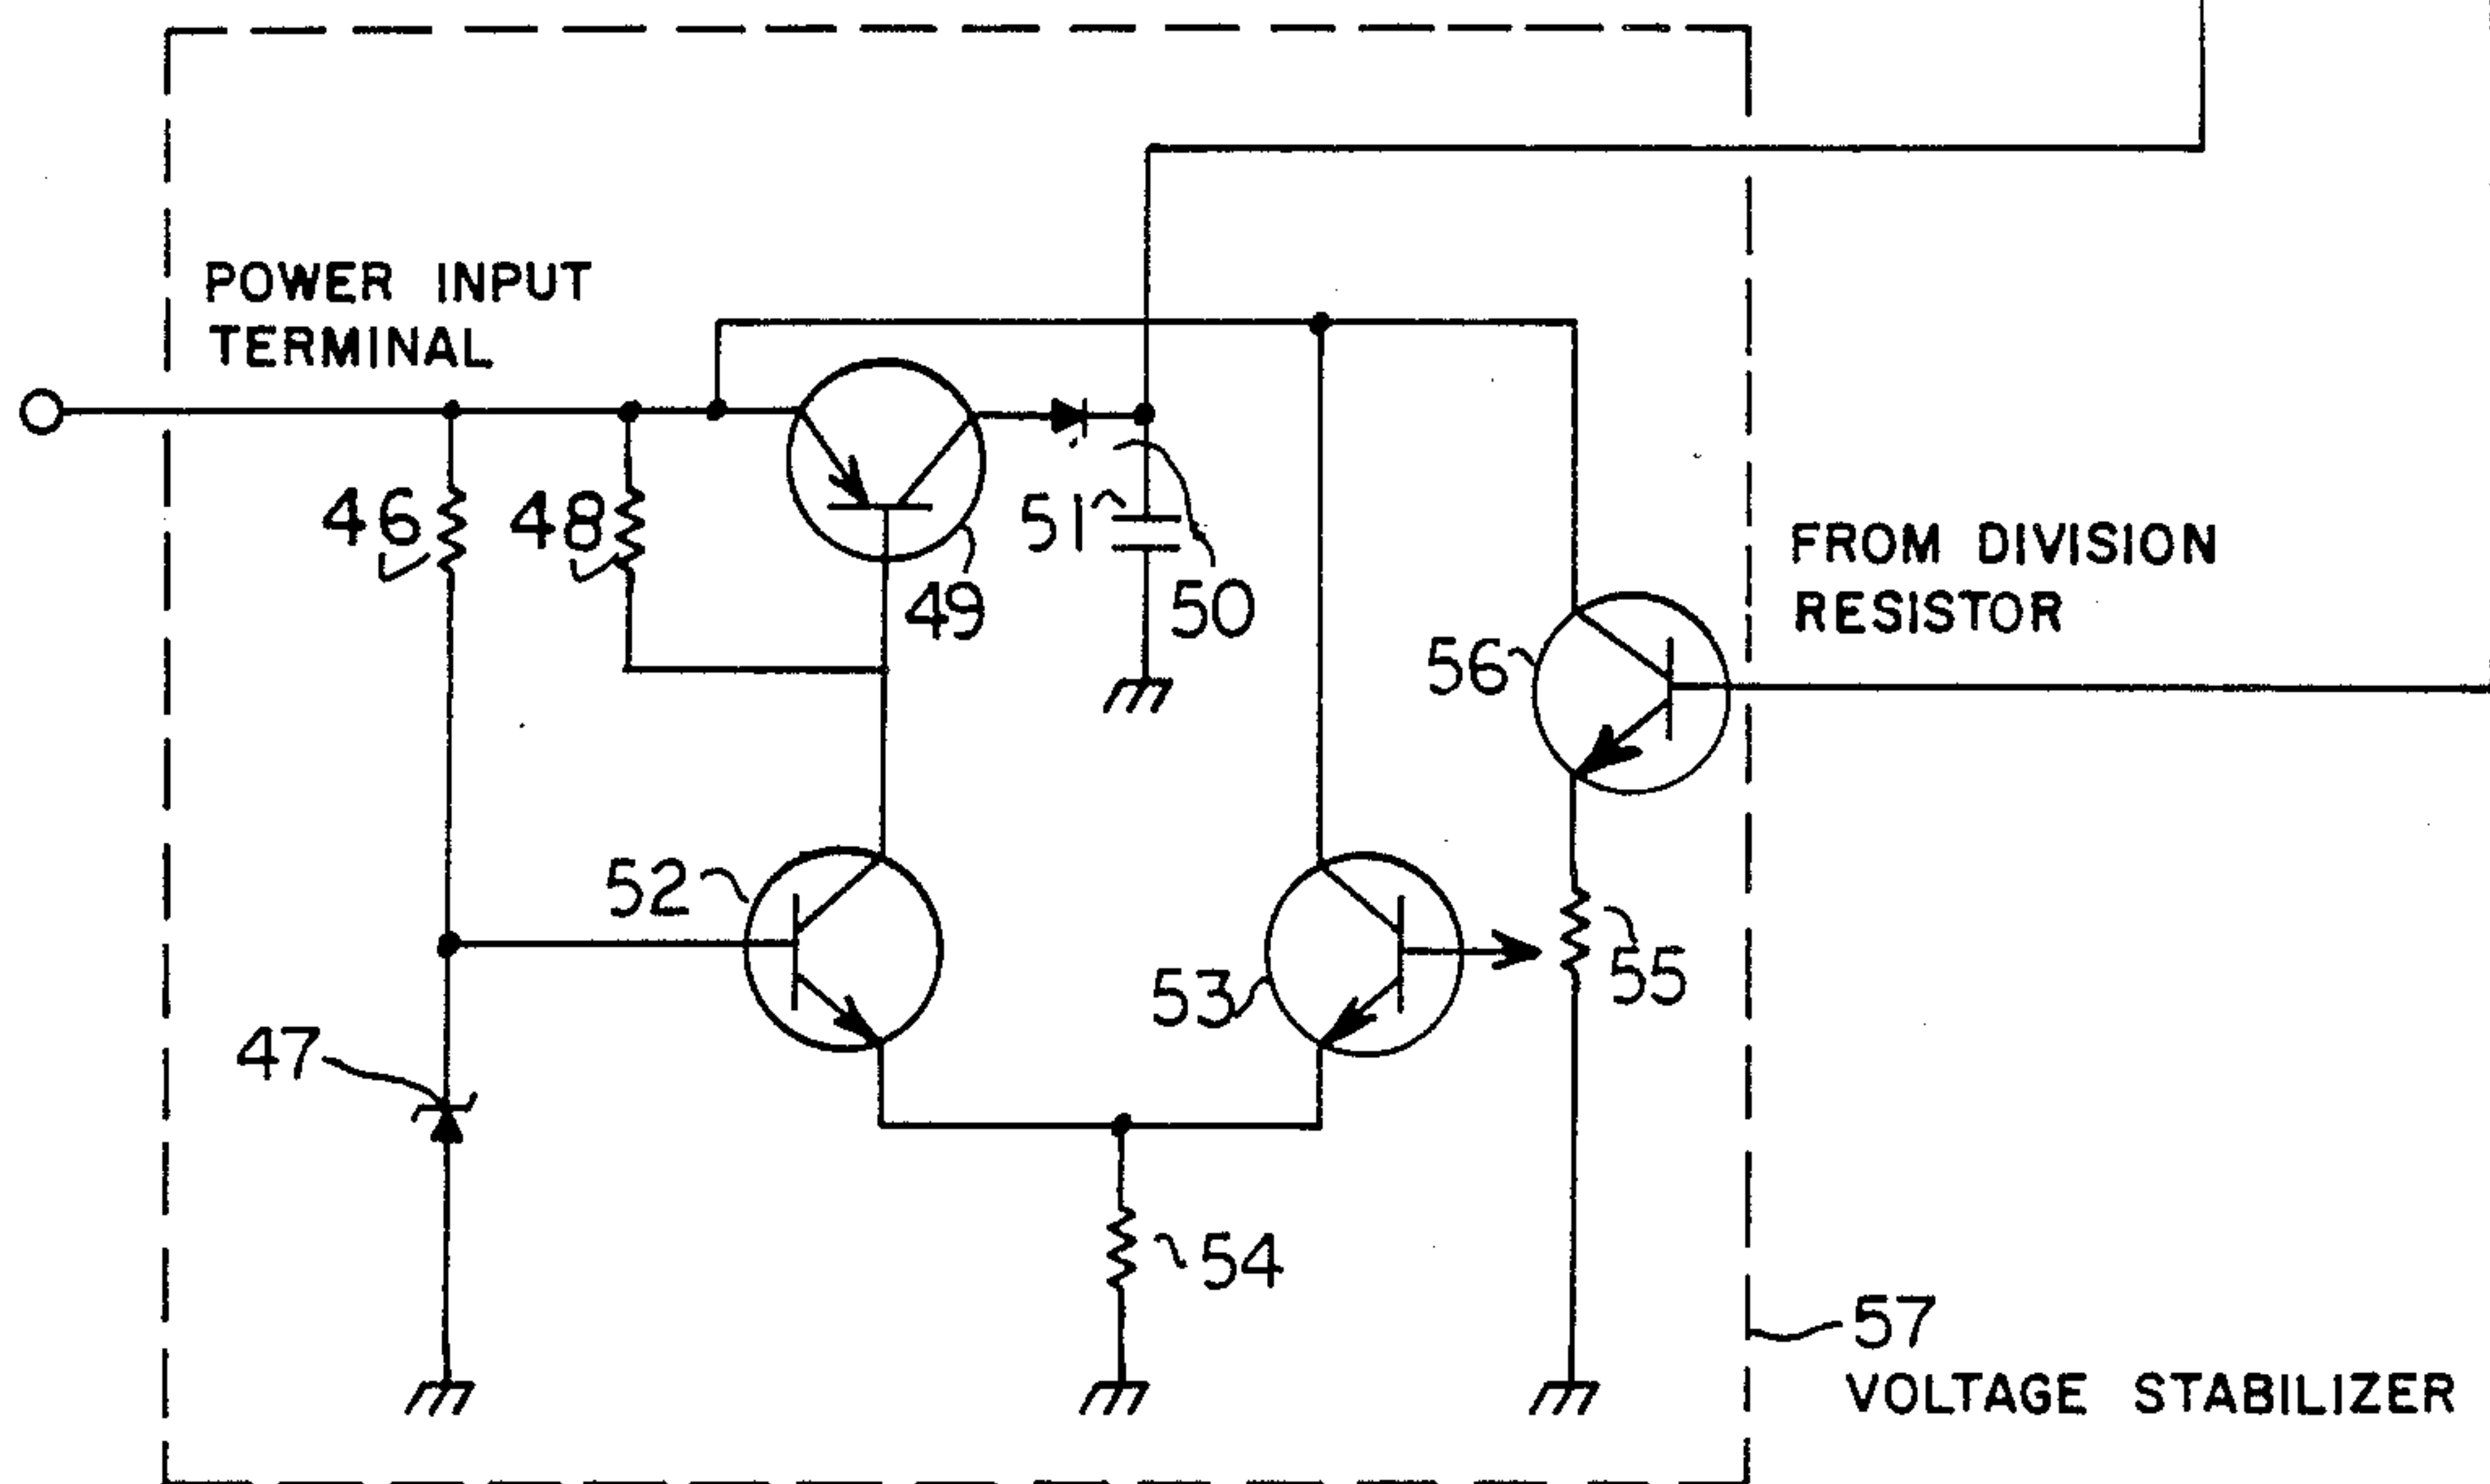 POWER INPUT
TERMINAL
46
48
51
49
50
FROM DIVISION
RESISTOR
56
52
53
55
47
54
57
VOLTAGE STABILIZER